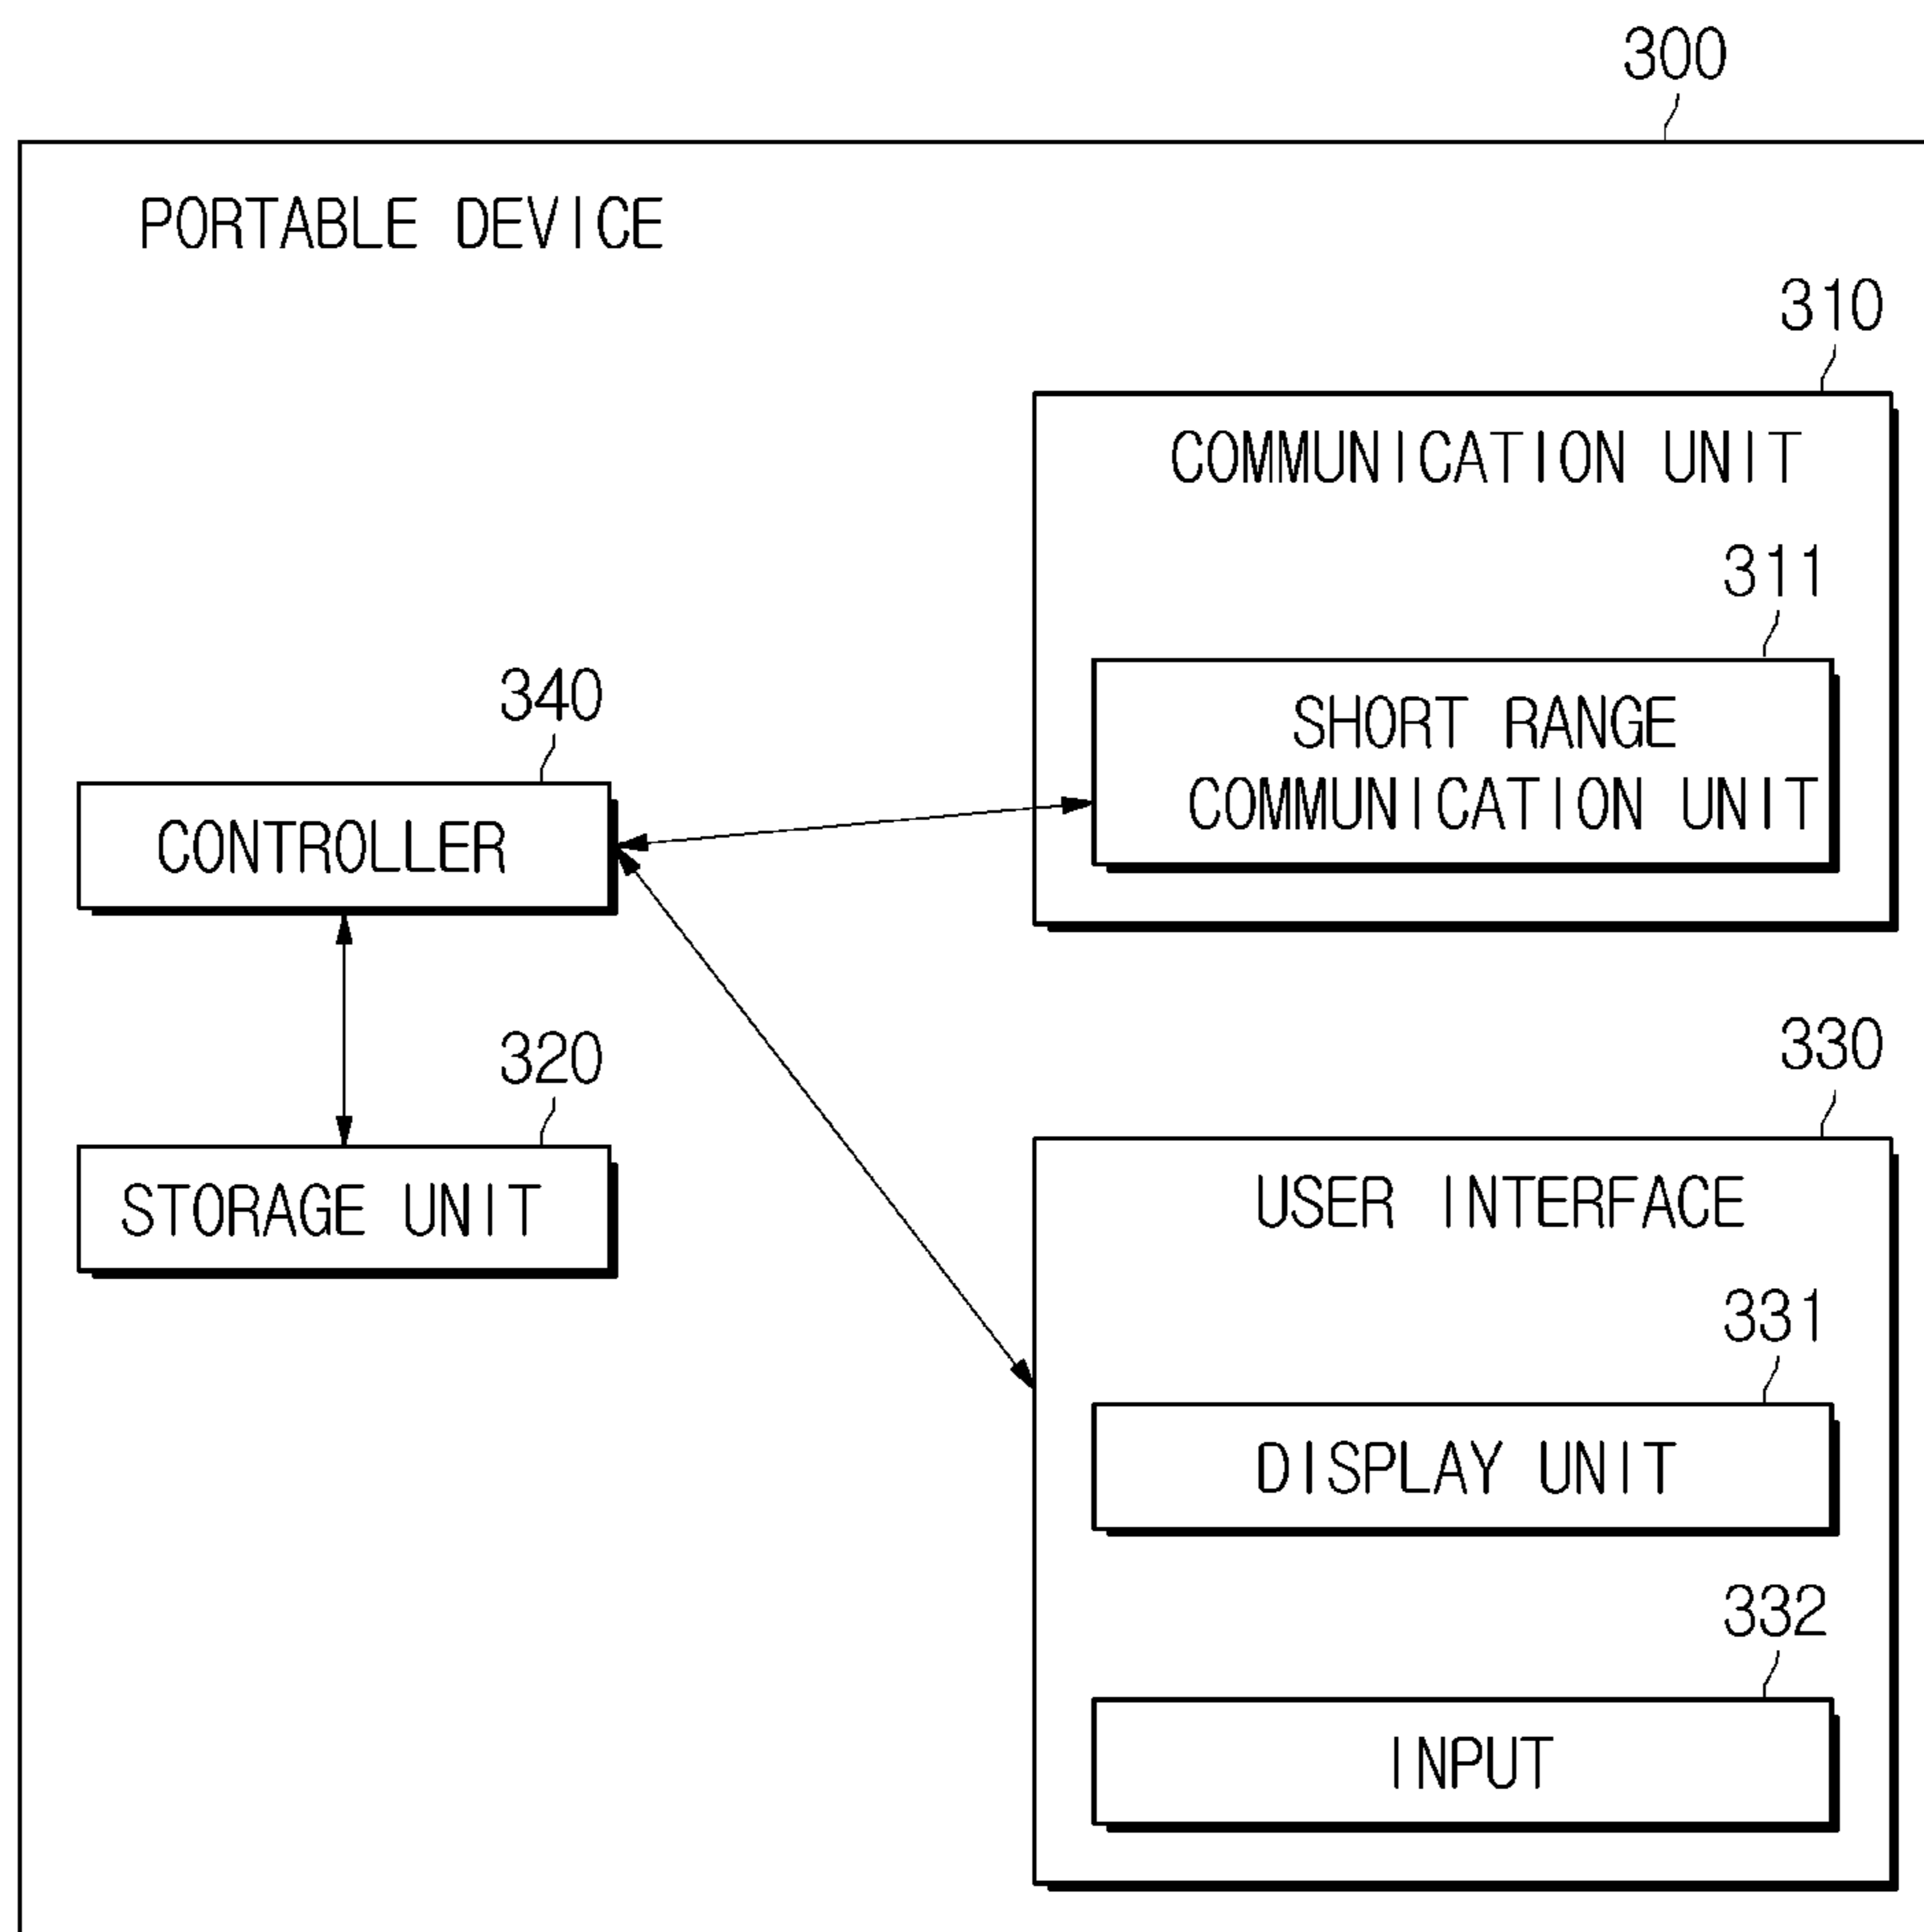 300
PORTABLE DEVICE
310
COMMUNICATION UNIT
311
SHORT RANGE
COMMUNICATION UNIT
340
CONTROLLER
320
STORAGE UNIT
330
USER INTERFACE
331
DISPLAY UNIT
332
INPUT